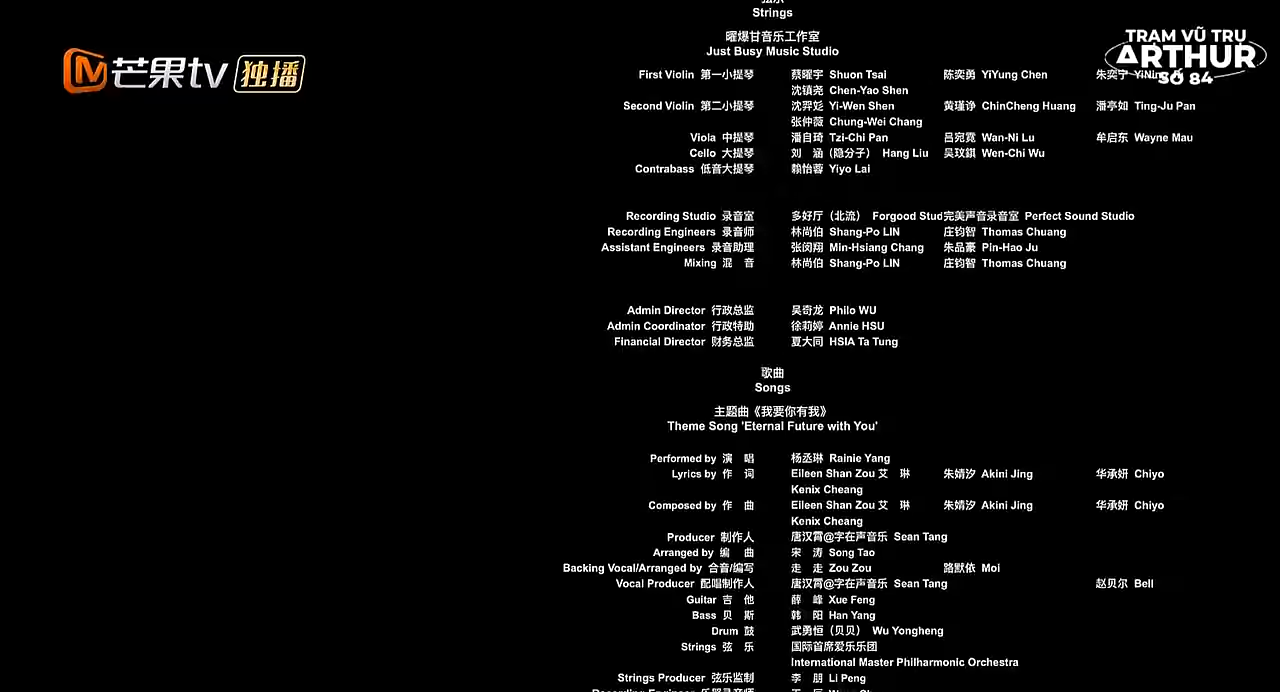 Strings
芒果tv 独播
TRẠM VŨ TRỤ
ARTHUR
SỐ 84
曜爆甘音乐工作室
Just Busy Music Studio
First Violin 第一小提琴 蔡曜宇 Shuon Tsai 陈奕勇 YiYung Chen 朱奕宁
沈镇尧 Chen-Yao Shen
Second Violin 第二小提琴 沈羿彣 Yi-Wen Shen 黄瑾诤 ChinCheng Huang 潘亭如 Ting-Ju Pan
张仲薇 Chung-Wei Chang
Viola 中提琴 潘自琦 Tzi-Chi Pan 吕宛霓 Wan-Ni Lu 牟启东 Wayne Mau
Cello 大提琴 刘 涵（隐分子） Hang Liu 吴玟錤 Wen-Chi Wu
Contrabass 低音大提琴 赖怡蓉 Yiyo Lai
Recording Studio 录音室 多好厅（北流） Forgood Stud 完美声音录音室 Perfect Sound Studio
Recording Engineers 录音师 林尚伯 Shang-Po LIN 庄钧智 Thomas Chuang
Assistant Engineers 录音助理 张闵翔 Min-Hsiang Chang 朱品豪 Pin-Hao Ju
Mixing 混 音 林尚伯 Shang-Po LIN 庄钧智 Thomas Chuang
Admin Director 行政总监 吴奇龙 Philo WU
Admin Coordinator 行政特助 徐莉婷 Annie HSU
Financial Director 财务总监 夏大同 HSIA Ta Tung
歌曲
Songs
主题曲《我要你有我》
Theme Song 'Eternal Future with You'
Performed by 演 唱 杨丞琳 Rainie Yang
Lyrics by 作 词 Eileen Shan Zou 艾 琳 朱婧汐 Akini Jing 华承妍 Chiyo
Kenix Cheang
Composed by 作 曲 Eileen Shan Zou 艾 琳 朱婧汐 Akini Jing 华承妍 Chiyo
Kenix Cheang
Producer 制作人 唐汉霄@字在声音乐 Sean Tang
Arranged by 编 曲 宋 涛 Song Tao
Backing Vocal/Arranged by 合音/编写 走 走 Zou Zou 路默依 Moi
Vocal Producer 配唱制作人 唐汉霄@字在声音乐 Sean Tang 赵贝尔 Bell
Guitar 吉 他 薛 峰 Xue Feng
Bass 贝 斯 韩 阳 Han Yang
Drum 鼓 武勇恒（贝贝） Wu Yongheng
Strings 弦 乐 国际首席爱乐乐团
International Master Philharmonic Orchestra
Strings Producer 弦乐监制 李 朋 Li Peng